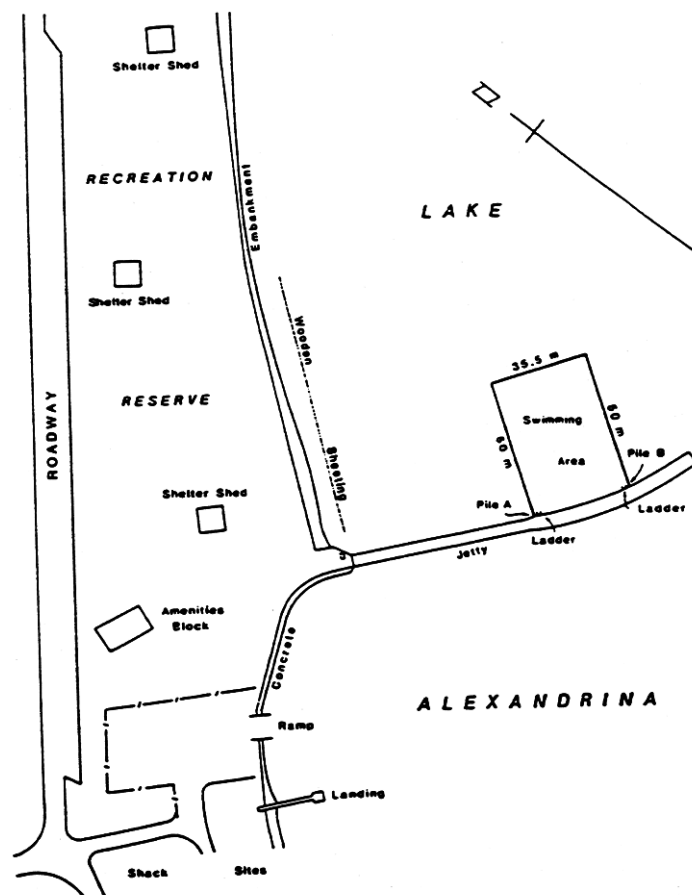 Shelter Shed
RECREATION
Embankment
LAKE
Shelter Shed
Wooden
Sheeting
35.5 m
60 m
60 m
Swimming
Area
RESERVE
ROADWAY
Pile B
Pile A
Ladder
Ladder
Shelter Shed
Jetty
Amenities
Block
Concrete
ALEXANDRINA
Ramp
Landing
Shack
Sites